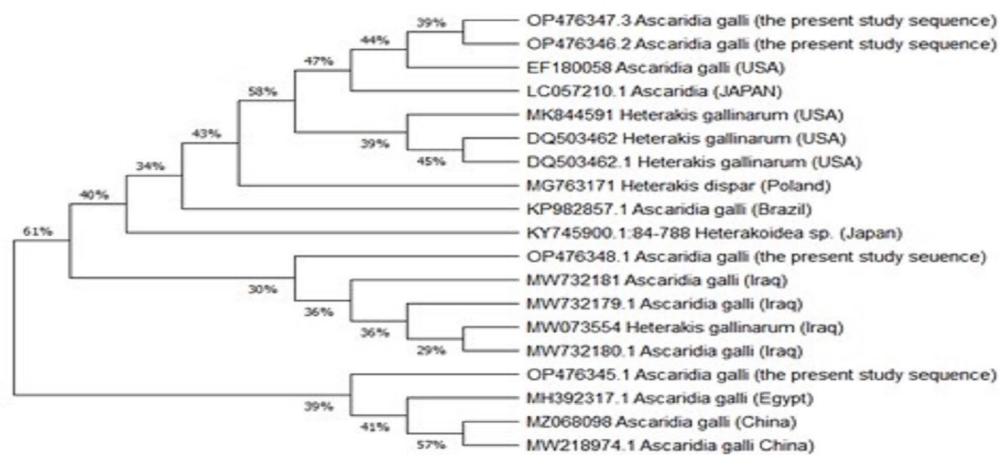 39%
OP476347.3 Ascaridia galli (the present study sequence)
44%
OP476346.2 Ascaridia galli (the present study sequence)
47%
EF180058 Ascaridia galli (USA)
58%
LC057210.1 Ascaridia (JAPAN)
MK844591 Heterakis gallinarum (USA)
43%
39%
DQ503462 Heterakis gallinarum (USA)
45%
DQ503462.1 Heterakis gallinarum (USA)
34%
MG763171 Heterakis dispar (Poland)
40%
KP982857.1 Ascaridia galli (Brazil)
61%
KY745900.1:84-788 Heterakoidea sp. (Japan)
OP476348.1 Ascaridia galli (the present study seuence)
30%
MW732181 Ascaridia galli (Iraq)
36%
MW732179.1 Ascaridia galli (Iraq)
36%
MW073554 Heterakis gallinarum (Iraq)
29%
MW732180.1 Ascaridia galli (Iraq)
OP476345.1 Ascaridia galli (the present study sequence)
39%
MH392317.1 Ascaridia galli (Egypt)
41%
MZ068098 Ascaridia galli (China)
57%
MW218974.1 Ascaridia galli China)